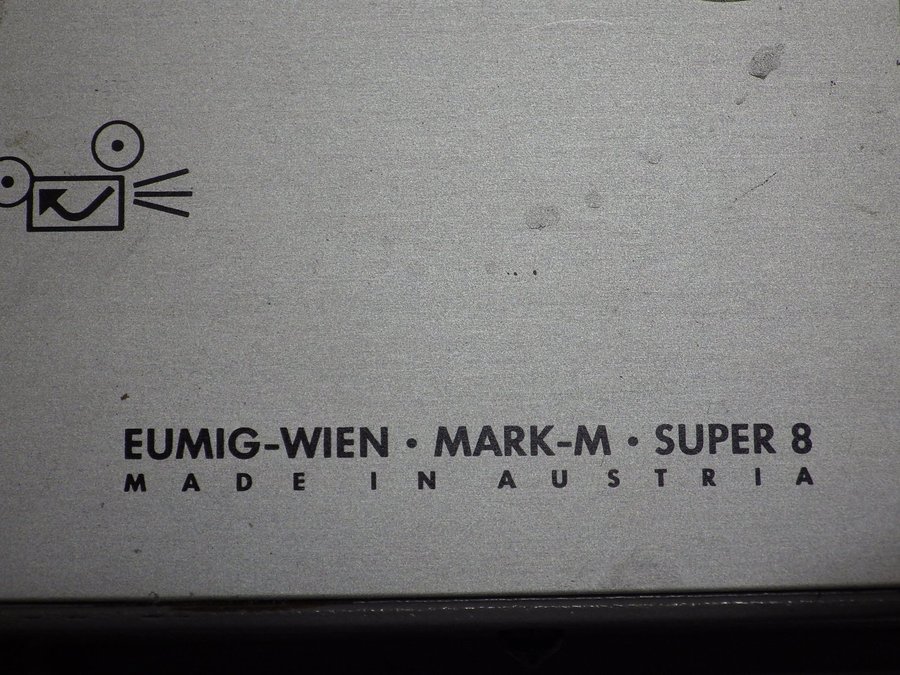 EUMIG-WIEN · MARK-M · SUPER 8
MADE IN AUSTRIA